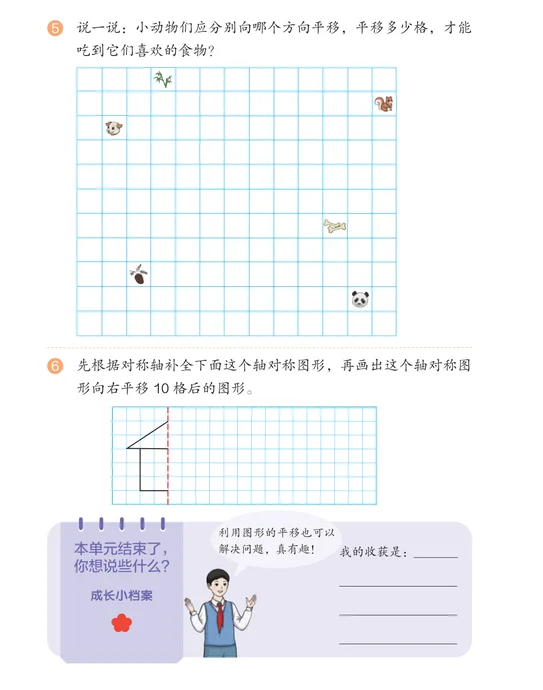 5 说一说：小动物们应分别向哪个方向平移，平移多少格，才能
吃到它们喜欢的食物？
6 先根据对称轴补全下面这个轴对称图形，再画出这个轴对称图
形向右平移 10 格后的图形。
本单元结束了，
你想说些什么？
成长小档案
利用图形的平移也可以
解决问题，真有趣！
我的收获是：